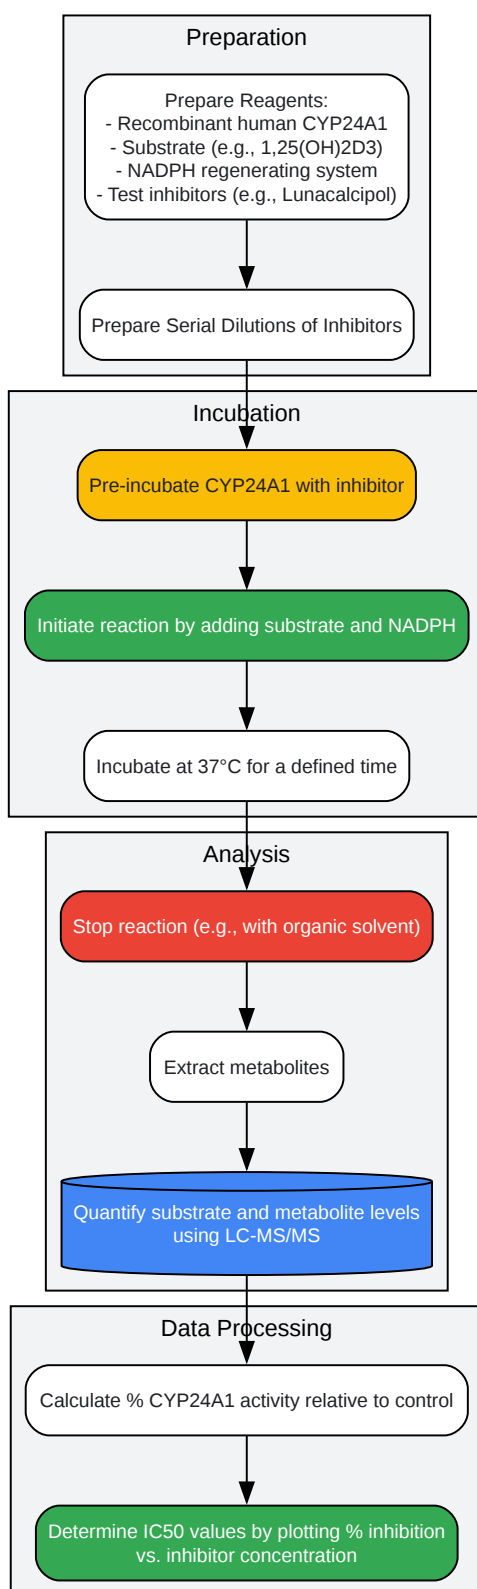 Preparation
Prepare Reagents:
- Recombinant human CYP24A1
- Substrate (e.g., 1,25(OH)2D3)
- NADPH regenerating system
- Test inhibitors (e.g., Lunacalcipol)
Prepare Serial Dilutions of Inhibitors
Incubation
Pre-incubate CYP24A1 with inhibitor
Initiate reaction by adding substrate and NADPH
Incubate at 37°C for a defined time
Analysis
Stop reaction (e.g., with organic solvent)
Extract metabolites
Quantify substrate and metabolite levels
using LC-MS/MS
Data Processing
Calculate % CYP24A1 activity relative to control
Determine IC50 values by plotting % inhibition
vs. inhibitor concentration